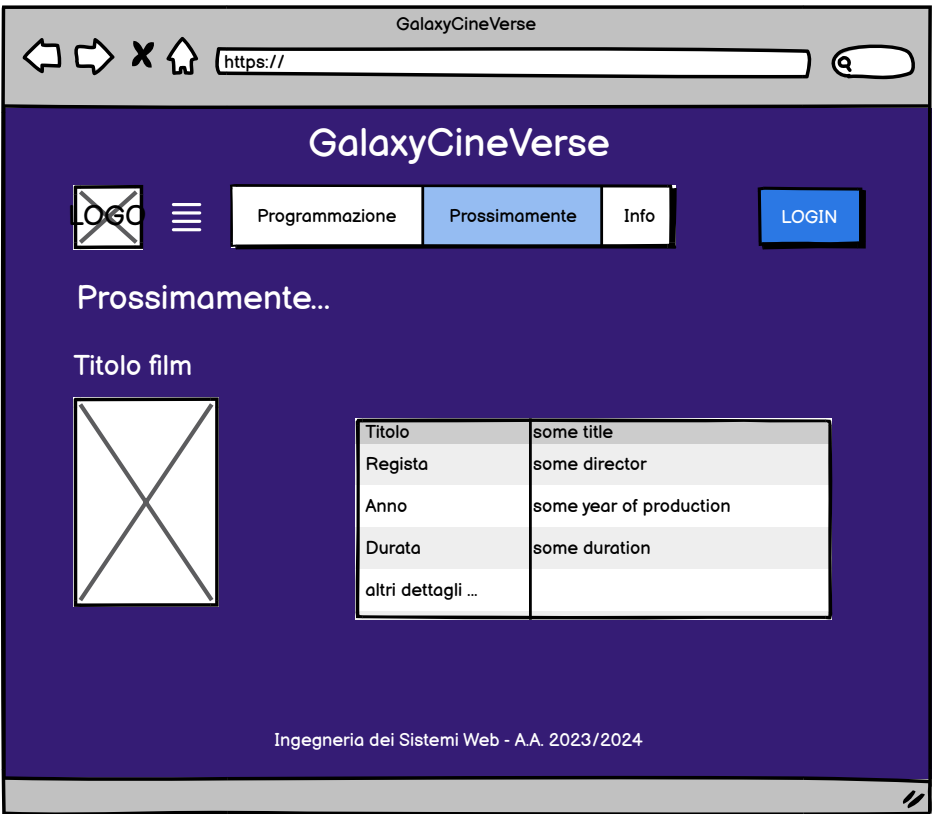 GalaxyCineVerse
https://
GalaxyCineVerse
LOGO
Programmazione
Prossimamente
Info
LOGIN
Prossimamente...
Titolo film
Titolo some title
Regista some director
Anno some year of production
Durata some duration
altri dettagli ...
Ingegneria dei Sistemi Web - A.A. 2023/2024